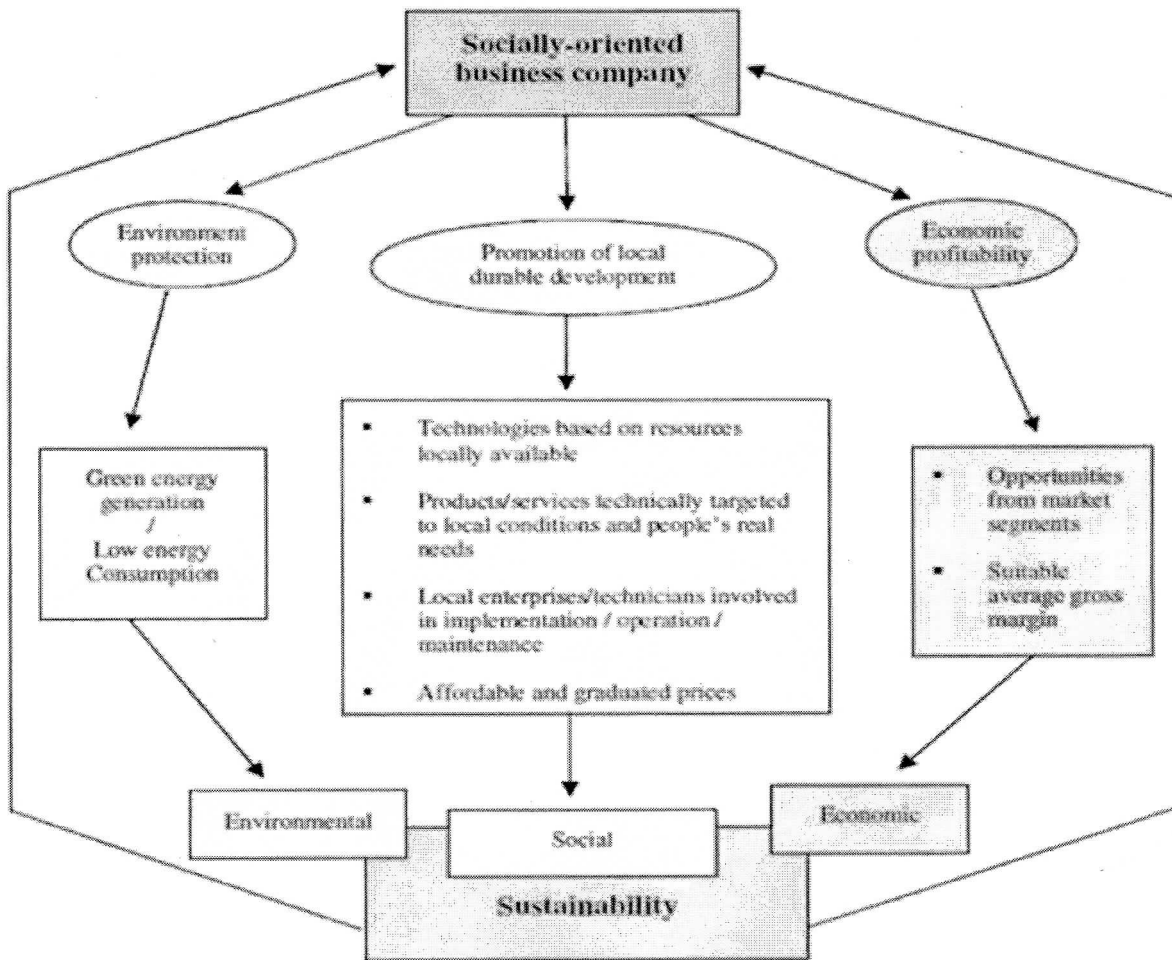 Socially-oriented
business company
Environment
protection
Promotion of local
durable development
Economic
profitability
Green energy
generation
/
Low energy
Consumption
▪ Technologies based on resources
locally available
▪ Products/services technically targeted
to local conditions and people's real
needs
▪ Local enterprises/technicians involved
in implementation / operation /
maintenance
▪ Affordable and graduated prices
▪ Opportunities
from market
segments
▪ Suitable
average gross
margin
Environmental
Social
Economic
Sustainability